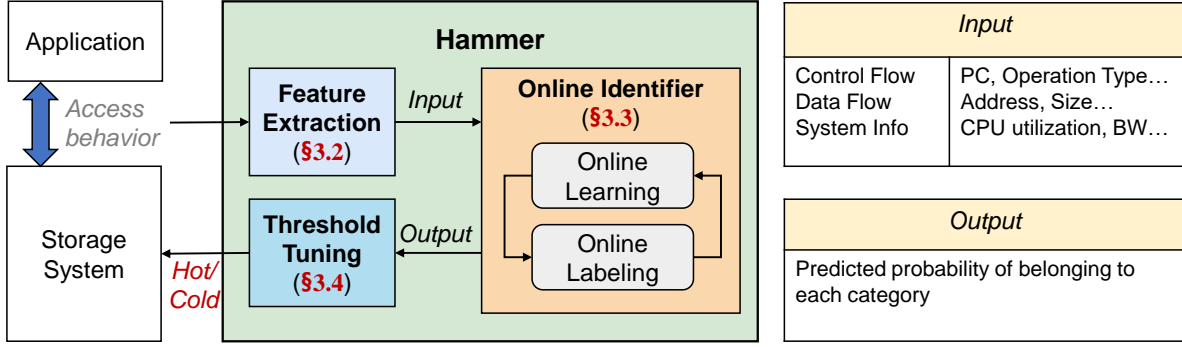 Application
Access
behavior
Storage
System
Hot/
Cold
Hammer
Feature
Extraction
(§3.2)
Input
Threshold
Tuning
(§3.4)
Output
Online Identifier
(§3.3)
Online
Learning
Online
Labeling
Input
Control Flow
Data Flow
System Info
PC, Operation Type…
Address, Size…
CPU utilization, BW…
Output
Predicted probability of belonging to
each category